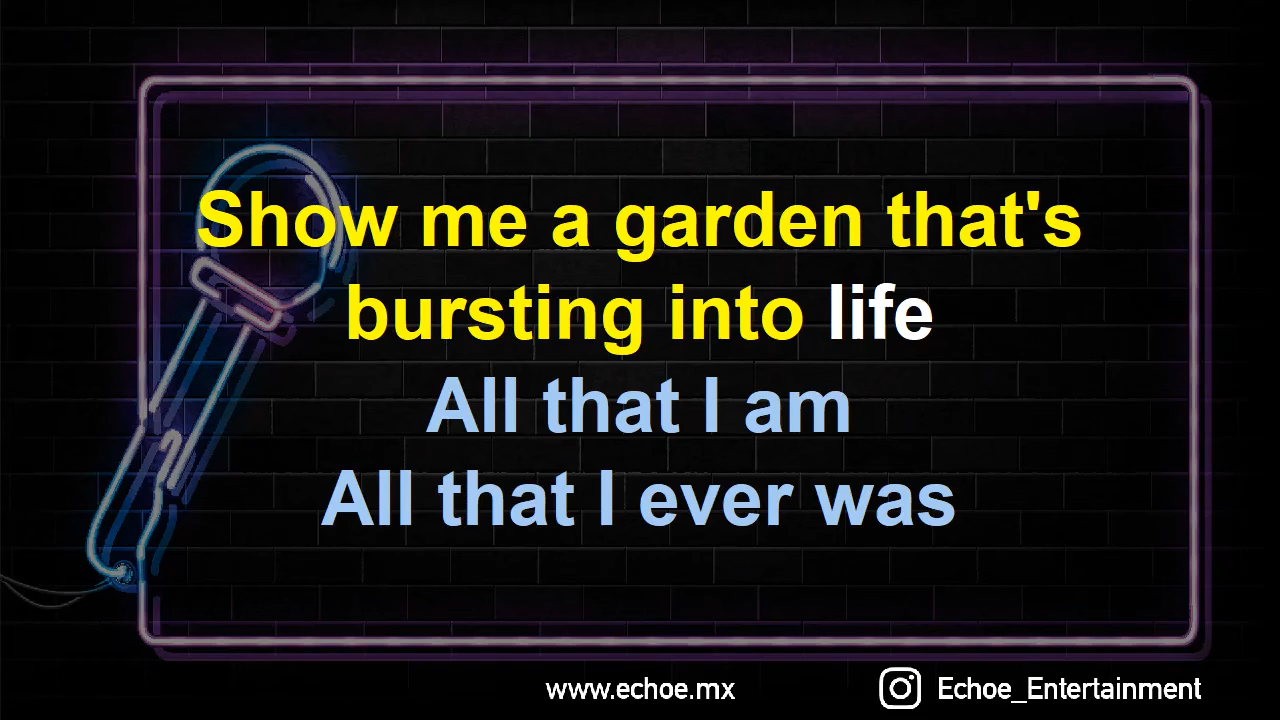 Show me a garden that's
bursting into life
All that I am
All that I ever was
www.echoe.mx
Echoe_Entertainment